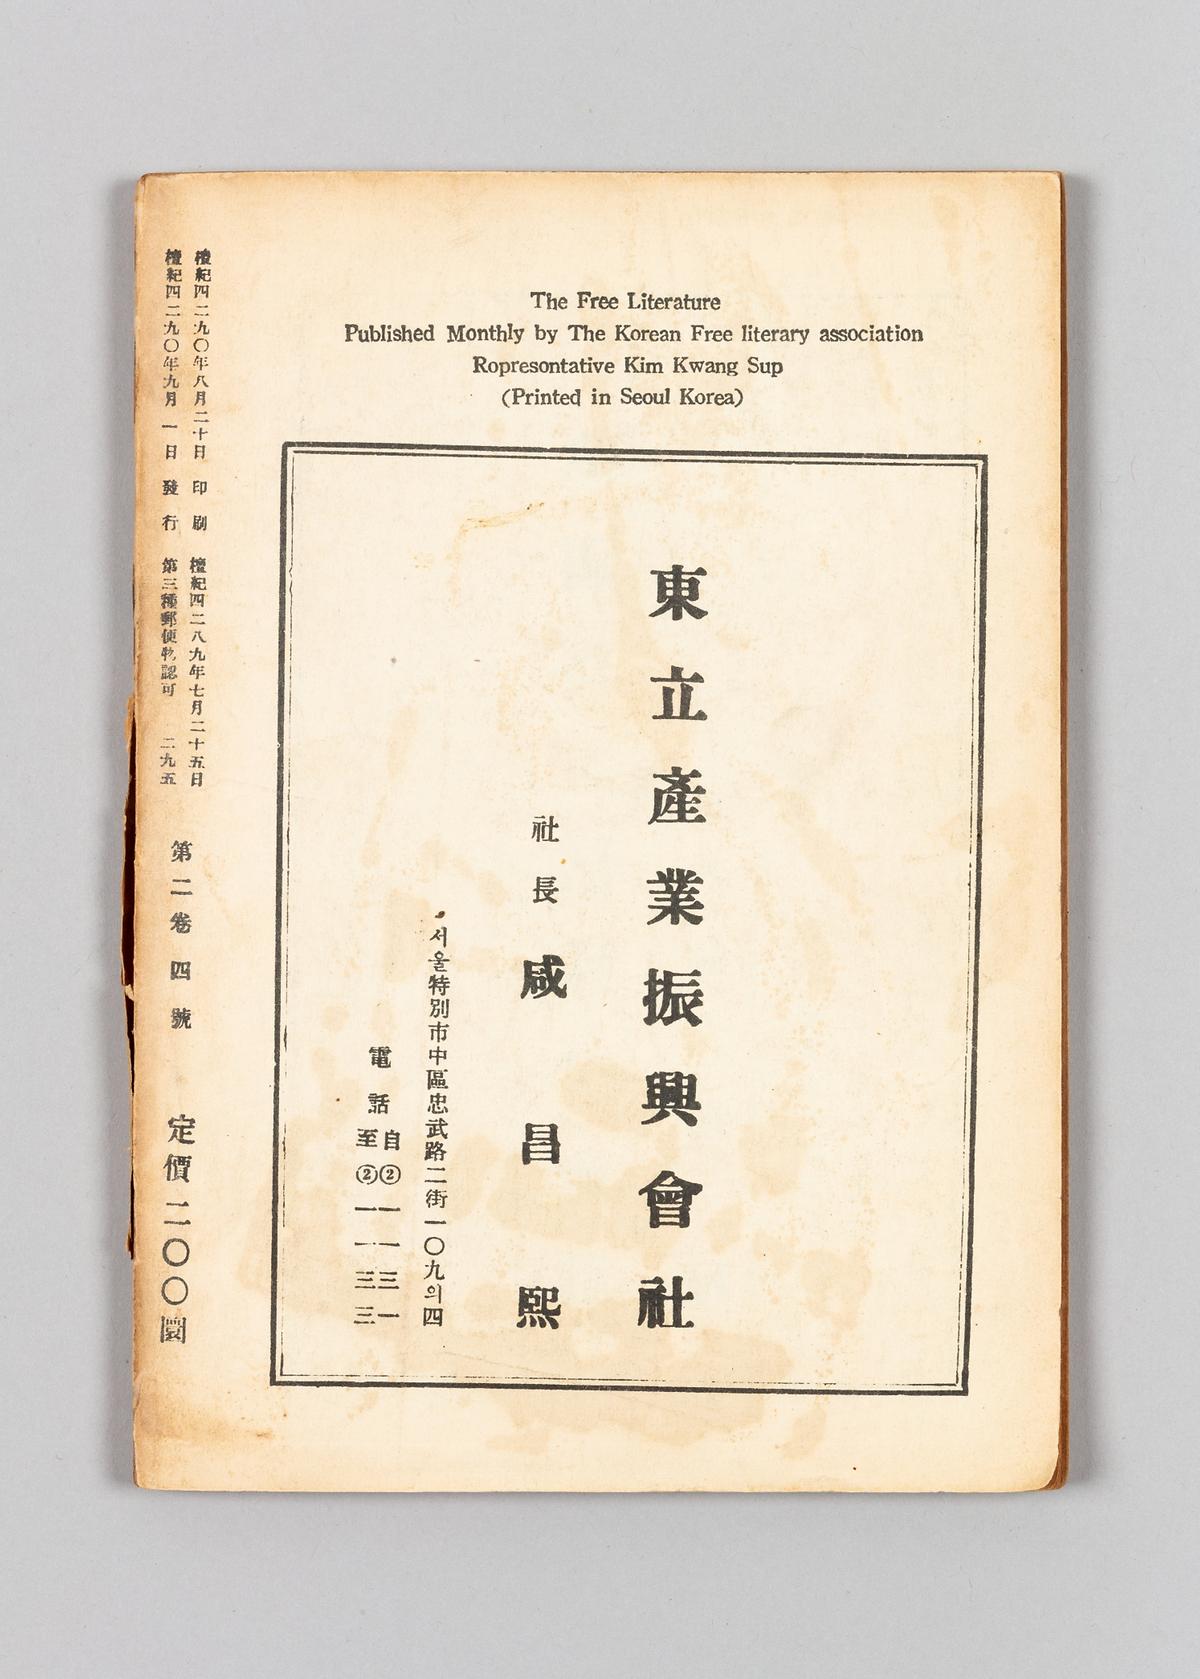 The Free Literature
Published Monthly by The Korean Free literary association
Ropresontative Kim Kwang Sup
(Printed in Seoul Korea)
東立產業振興會社
社長 咸昌熙
서울特別市中區忠武路二街一〇九의四
電話 自②一一三一
至②一一三三
檀紀四二九〇年八月二十日 印刷 檀紀四二八九年七月二十五日
檀紀四二九〇年九月一日 發行 第三種郵便物認可 二九五
第二卷四號
定價二〇〇圜